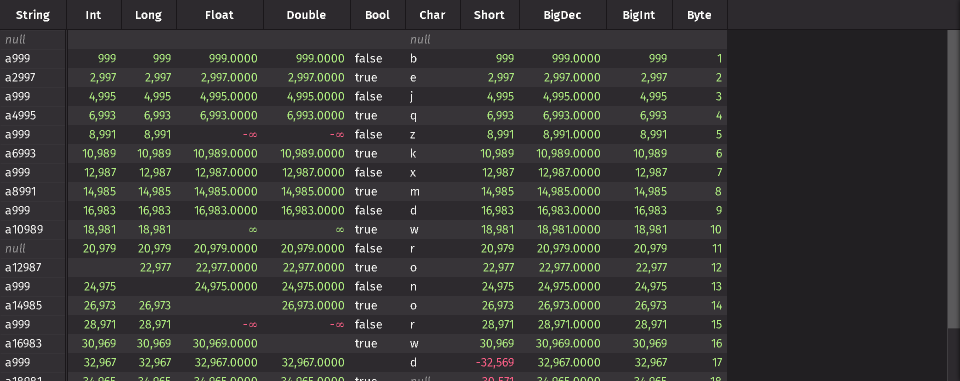 String Int Long Float Double Bool Char Short BigDec BigInt Byte
null null
a999 999 999 999.0000 999.0000 false b 999 999.0000 999 1
a2997 2,997 2,997 2,997.0000 2,997.0000 true e 2,997 2,997.0000 2,997 2
a999 4,995 4,995 4,995.0000 4,995.0000 false j 4,995 4,995.0000 4,995 3
a4995 6,993 6,993 6,993.0000 6,993.0000 true q 6,993 6,993.0000 6,993 4
a999 8,991 8,991 -∞ -∞ false z 8,991 8,991.0000 8,991 5
a6993 10,989 10,989 10,989.0000 10,989.0000 true k 10,989 10,989.0000 10,989 6
a999 12,987 12,987 12,987.0000 12,987.0000 false x 12,987 12,987.0000 12,987 7
a8991 14,985 14,985 14,985.0000 14,985.0000 true m 14,985 14,985.0000 14,985 8
a999 16,983 16,983 16,983.0000 16,983.0000 false d 16,983 16,983.0000 16,983 9
a10989 18,981 18,981 ∞ ∞ true w 18,981 18,981.0000 18,981 10
null 20,979 20,979 20,979.0000 20,979.0000 false r 20,979 20,979.0000 20,979 11
a12987 22,977 22,977.0000 22,977.0000 true o 22,977 22,977.0000 22,977 12
a999 24,975 24,975.0000 24,975.0000 false n 24,975 24,975.0000 24,975 13
a14985 26,973 26,973 26,973.0000 true o 26,973 26,973.0000 26,973 14
a999 28,971 28,971 -∞ -∞ false r 28,971 28,971.0000 28,971 15
a16983 30,969 30,969 30,969.0000 true w 30,969 30,969.0000 30,969 16
a999 32,967 32,967 32,967.0000 32,967.0000 d -32,569 32,967.0000 32,967 17